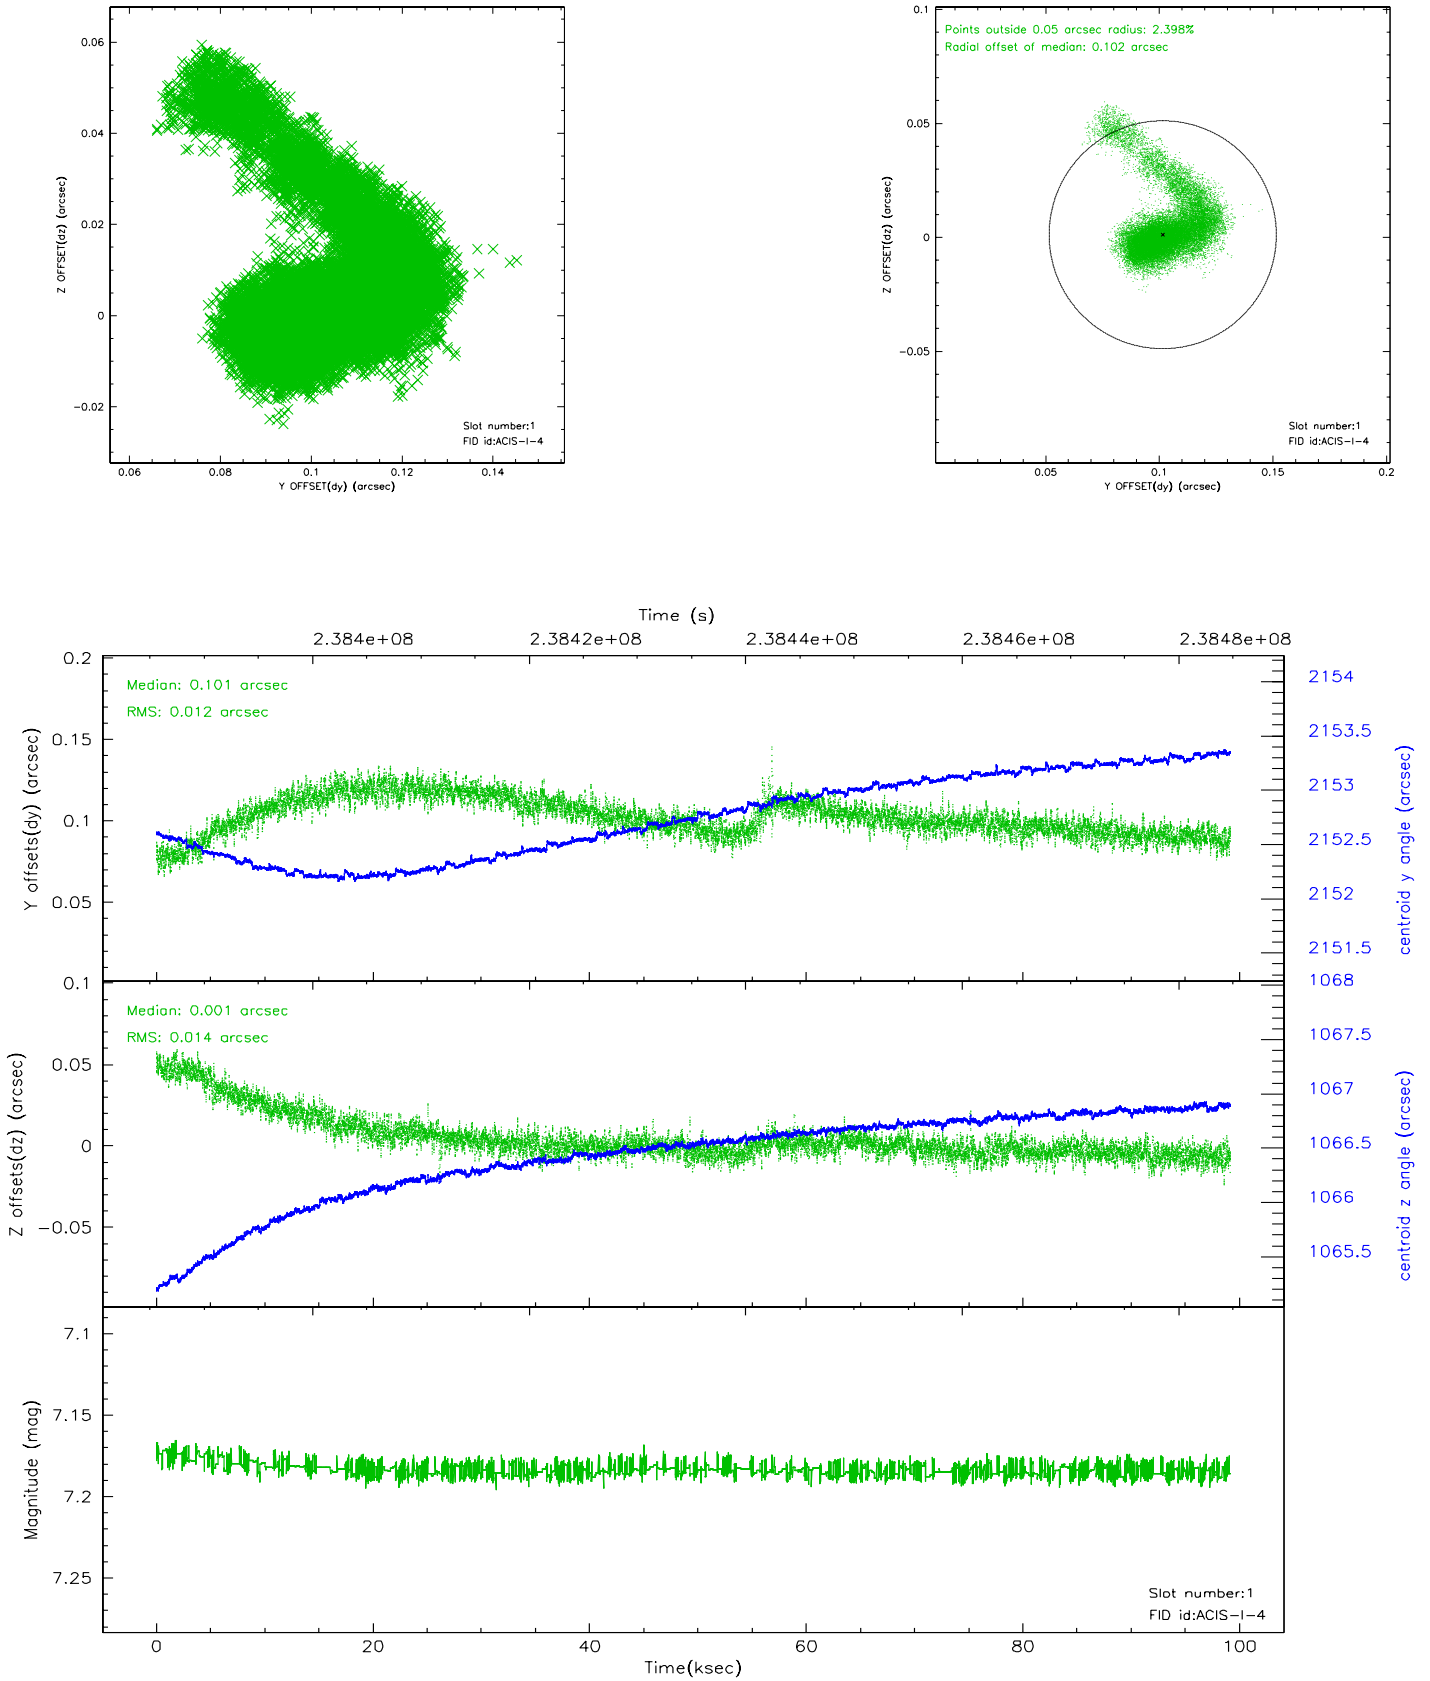 0.06
0.04
0.02
0
−0.02
Z OFFSET(dz) (arcsec)
Slot number:1
FID id:ACIS−I−4
0.06 0.08 0.1 0.12 0.14
Y OFFSET(dy) (arcsec)
0.1
0.05
0
−0.05
Z OFFSET(dz) (arcsec)
Points outside 0.05 arcsec radius: 2.398%
Radial offset of median: 0.102 arcsec
Slot number:1
FID id:ACIS−I−4
0.05 0.1 0.15 0.2
Y OFFSET(dy) (arcsec)
Time (s)
2.384e+08 2.3842e+08 2.3844e+08 2.3846e+08 2.3848e+08
0.2
0.15
0.1
0.05
Y offsets(dy) (arcsec)
Median: 0.101 arcsec
RMS: 0.012 arcsec
2154
2153.5
2153
2152.5
2152
2151.5
centroid y angle (arcsec)
0.1
0.05
0
−0.05
Z offsets(dz) (arcsec)
Median: 0.001 arcsec
RMS: 0.014 arcsec
1068
1067.5
1067
1066.5
1066
1065.5
centroid z angle (arcsec)
7.1
7.15
7.2
7.25
Magnitude (mag)
Slot number:1
FID id:ACIS−I−4
0 20 40 60 80 100
Time(ksec)